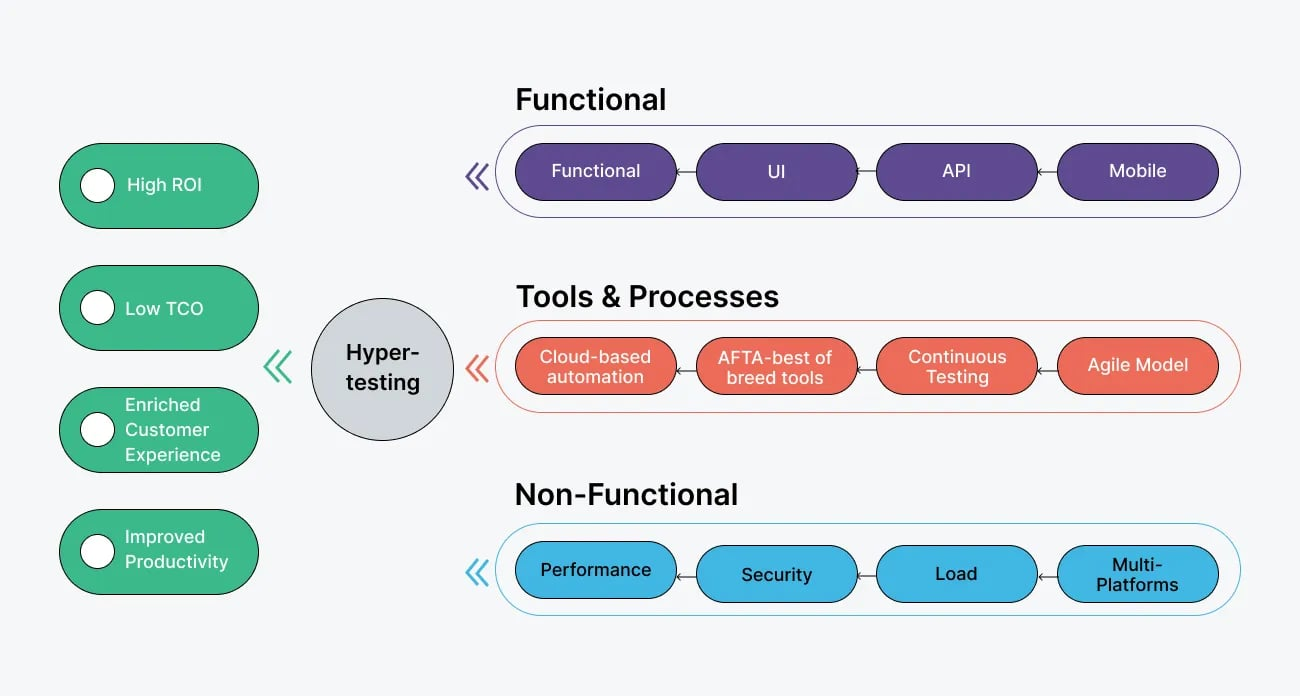 High ROI
Low TCO
Enriched
Customer
Experience
Improved
Productivity
Hyper-
testing
Functional
Functional
UI
API
Mobile
Tools & Processes
Cloud-based
automation
AFTA-best of
breed tools
Continuous
Testing
Agile Model
Non-Functional
Performance
Security
Load
Multi-
Platforms